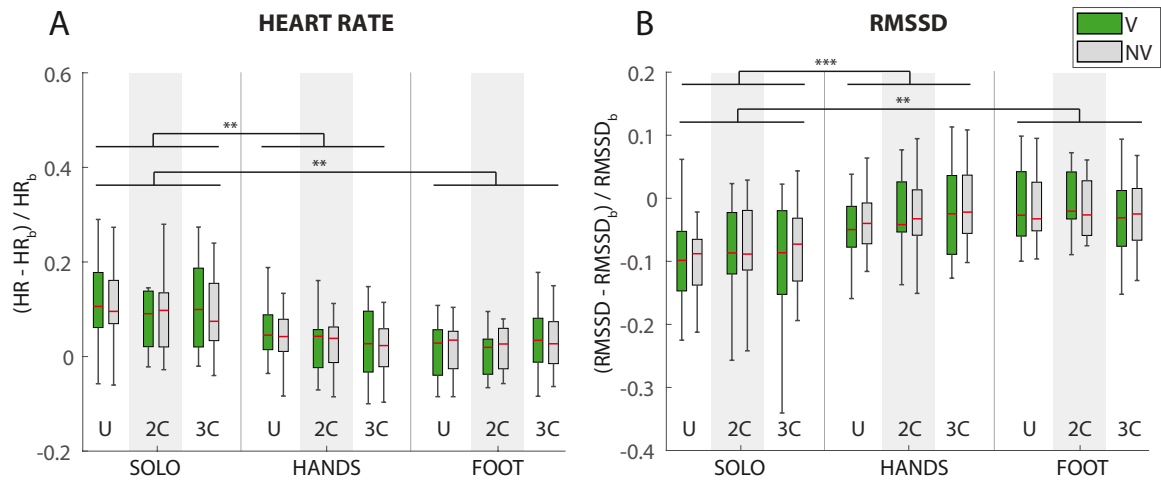 A
HEART RATE
0.6
0.4
0.2
0
-0.2
(HR - HR_b) / HR_b
**
**
U 2C 3C U 2C 3C U 2C 3C
SOLO HANDS FOOT
B
RMSSD
V
NV
0.2
0.1
0
-0.1
-0.2
-0.3
-0.4
(RMSSD - RMSSD_b) / RMSSD_b
***
**
U 2C 3C U 2C 3C U 2C 3C
SOLO HANDS FOOT